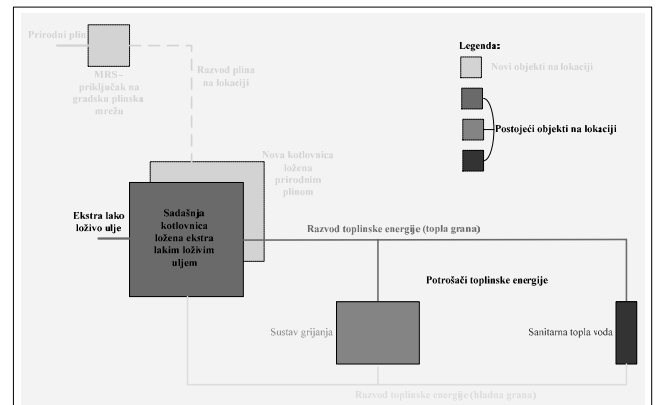 Prirodni plin
MRS -
priključak na
gradska plinska
mrežu
Razvod plina
na lokaciji
Legenda:
Novi objekti na lokaciji
Postojeći objekti na lokaciji
Nova kotlovnica
ložena
prirodnim
plinom
Ekstra lako
loživo ulje
Sadašnja
kotlovnica
ložena ekstra
lakim loživim
uljem
Razvod toplinske energije (topla grana)
Potrošači toplinske energije
Sustav grijanja
Sanitarna topla voda
Razvod toplinske energije (hladna grana)